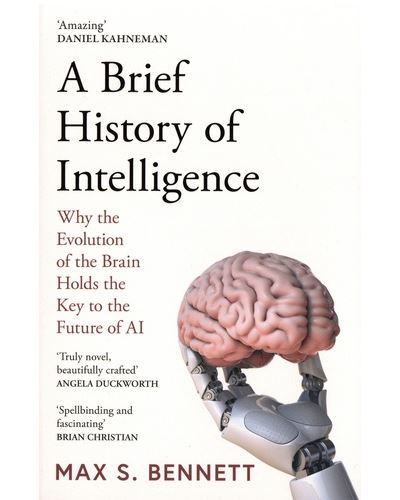 ‘Amazing’
DANIEL KAHNEMAN
A Brief
History of
Intelligence
Why the
Evolution
of the Brain
Holds the
Key to the
Future of AI
‘Truly novel,
beautifully crafted’
ANGELA DUCKWORTH
‘Spellbinding and
fascinating’
BRIAN CHRISTIAN
MAX S. BENNETT